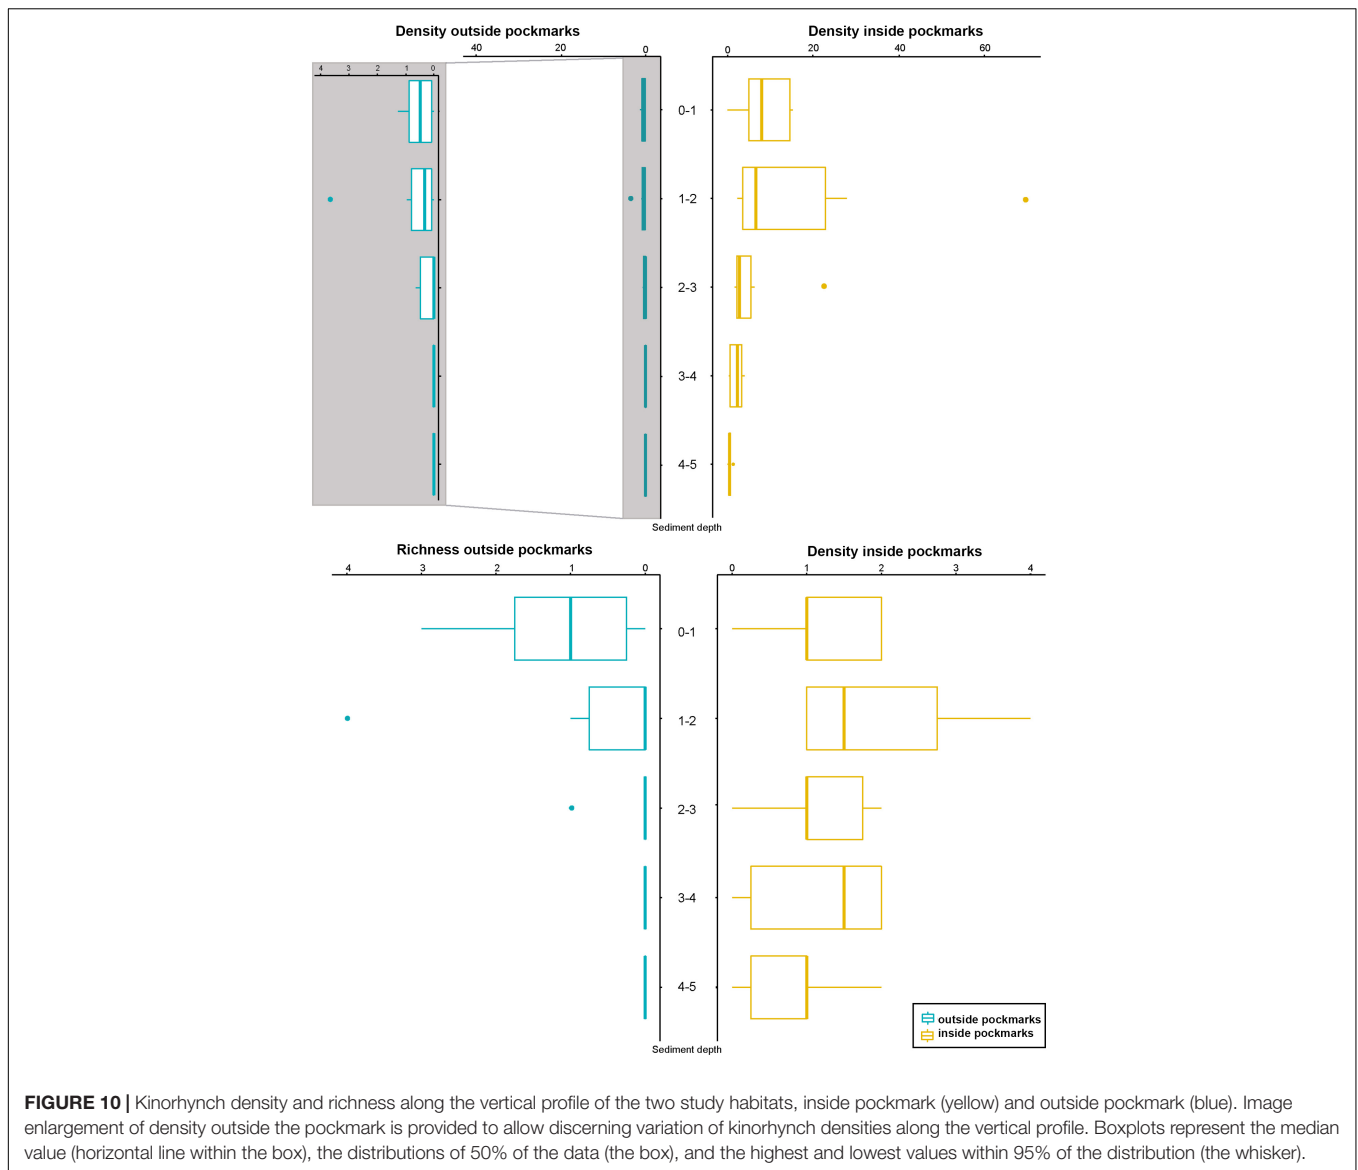 Density outside pockmarks
40 20 0
4 3 2 1 0
Density inside pockmarks
0 20 40 60
0-1
1-2
2-3
3-4
4-5
Sediment depth
Richness outside pockmarks
4 3 2 1 0
Density inside pockmarks
0 1 2 3 4
0-1
1-2
2-3
3-4
4-5
Sediment depth
outside pockmarks
inside pockmarks
FIGURE 10 | Kinorhynch density and richness along the vertical profile of the two study habitats, inside pockmark (yellow) and outside pockmark (blue). Image
enlargement of density outside the pockmark is provided to allow discerning variation of kinorhynch densities along the vertical profile. Boxplots represent the median
value (horizontal line within the box), the distributions of 50% of the data (the box), and the highest and lowest values within 95% of the distribution (the whisker).